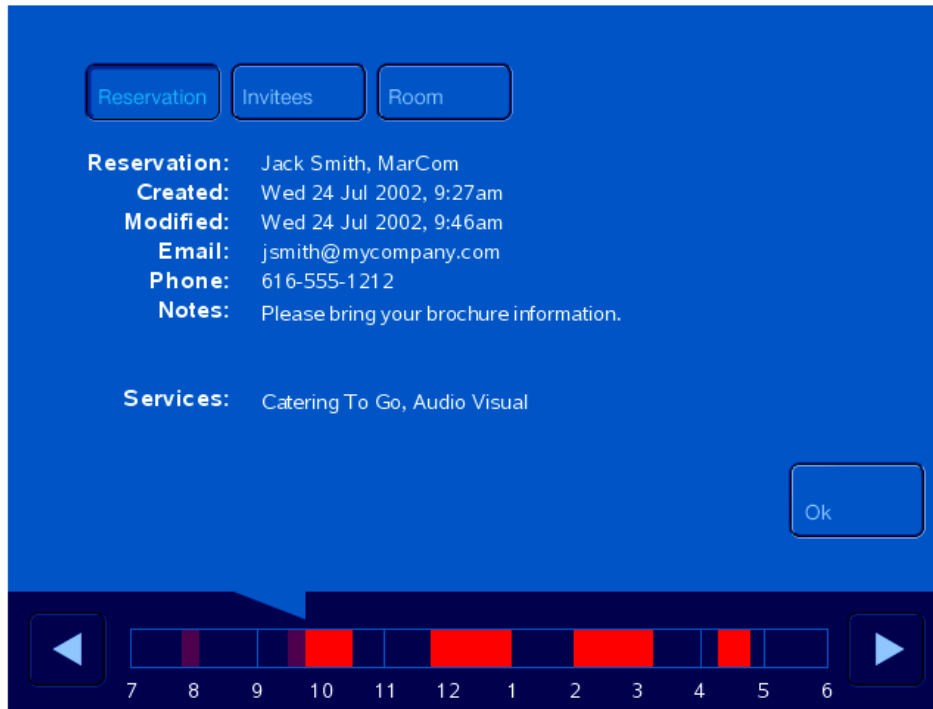 Reservation Invitees Room
Reservation: Jack Smith, MarCom
Created: Wed 24 Jul 2002, 9:27am
Modified: Wed 24 Jul 2002, 9:46am
Email: jsmith@mycompany.com
Phone: 616-555-1212
Notes: Please bring your brochure information.
Services: Catering To Go, Audio Visual
Ok
7 8 9 10 11 12 1 2 3 4 5 6